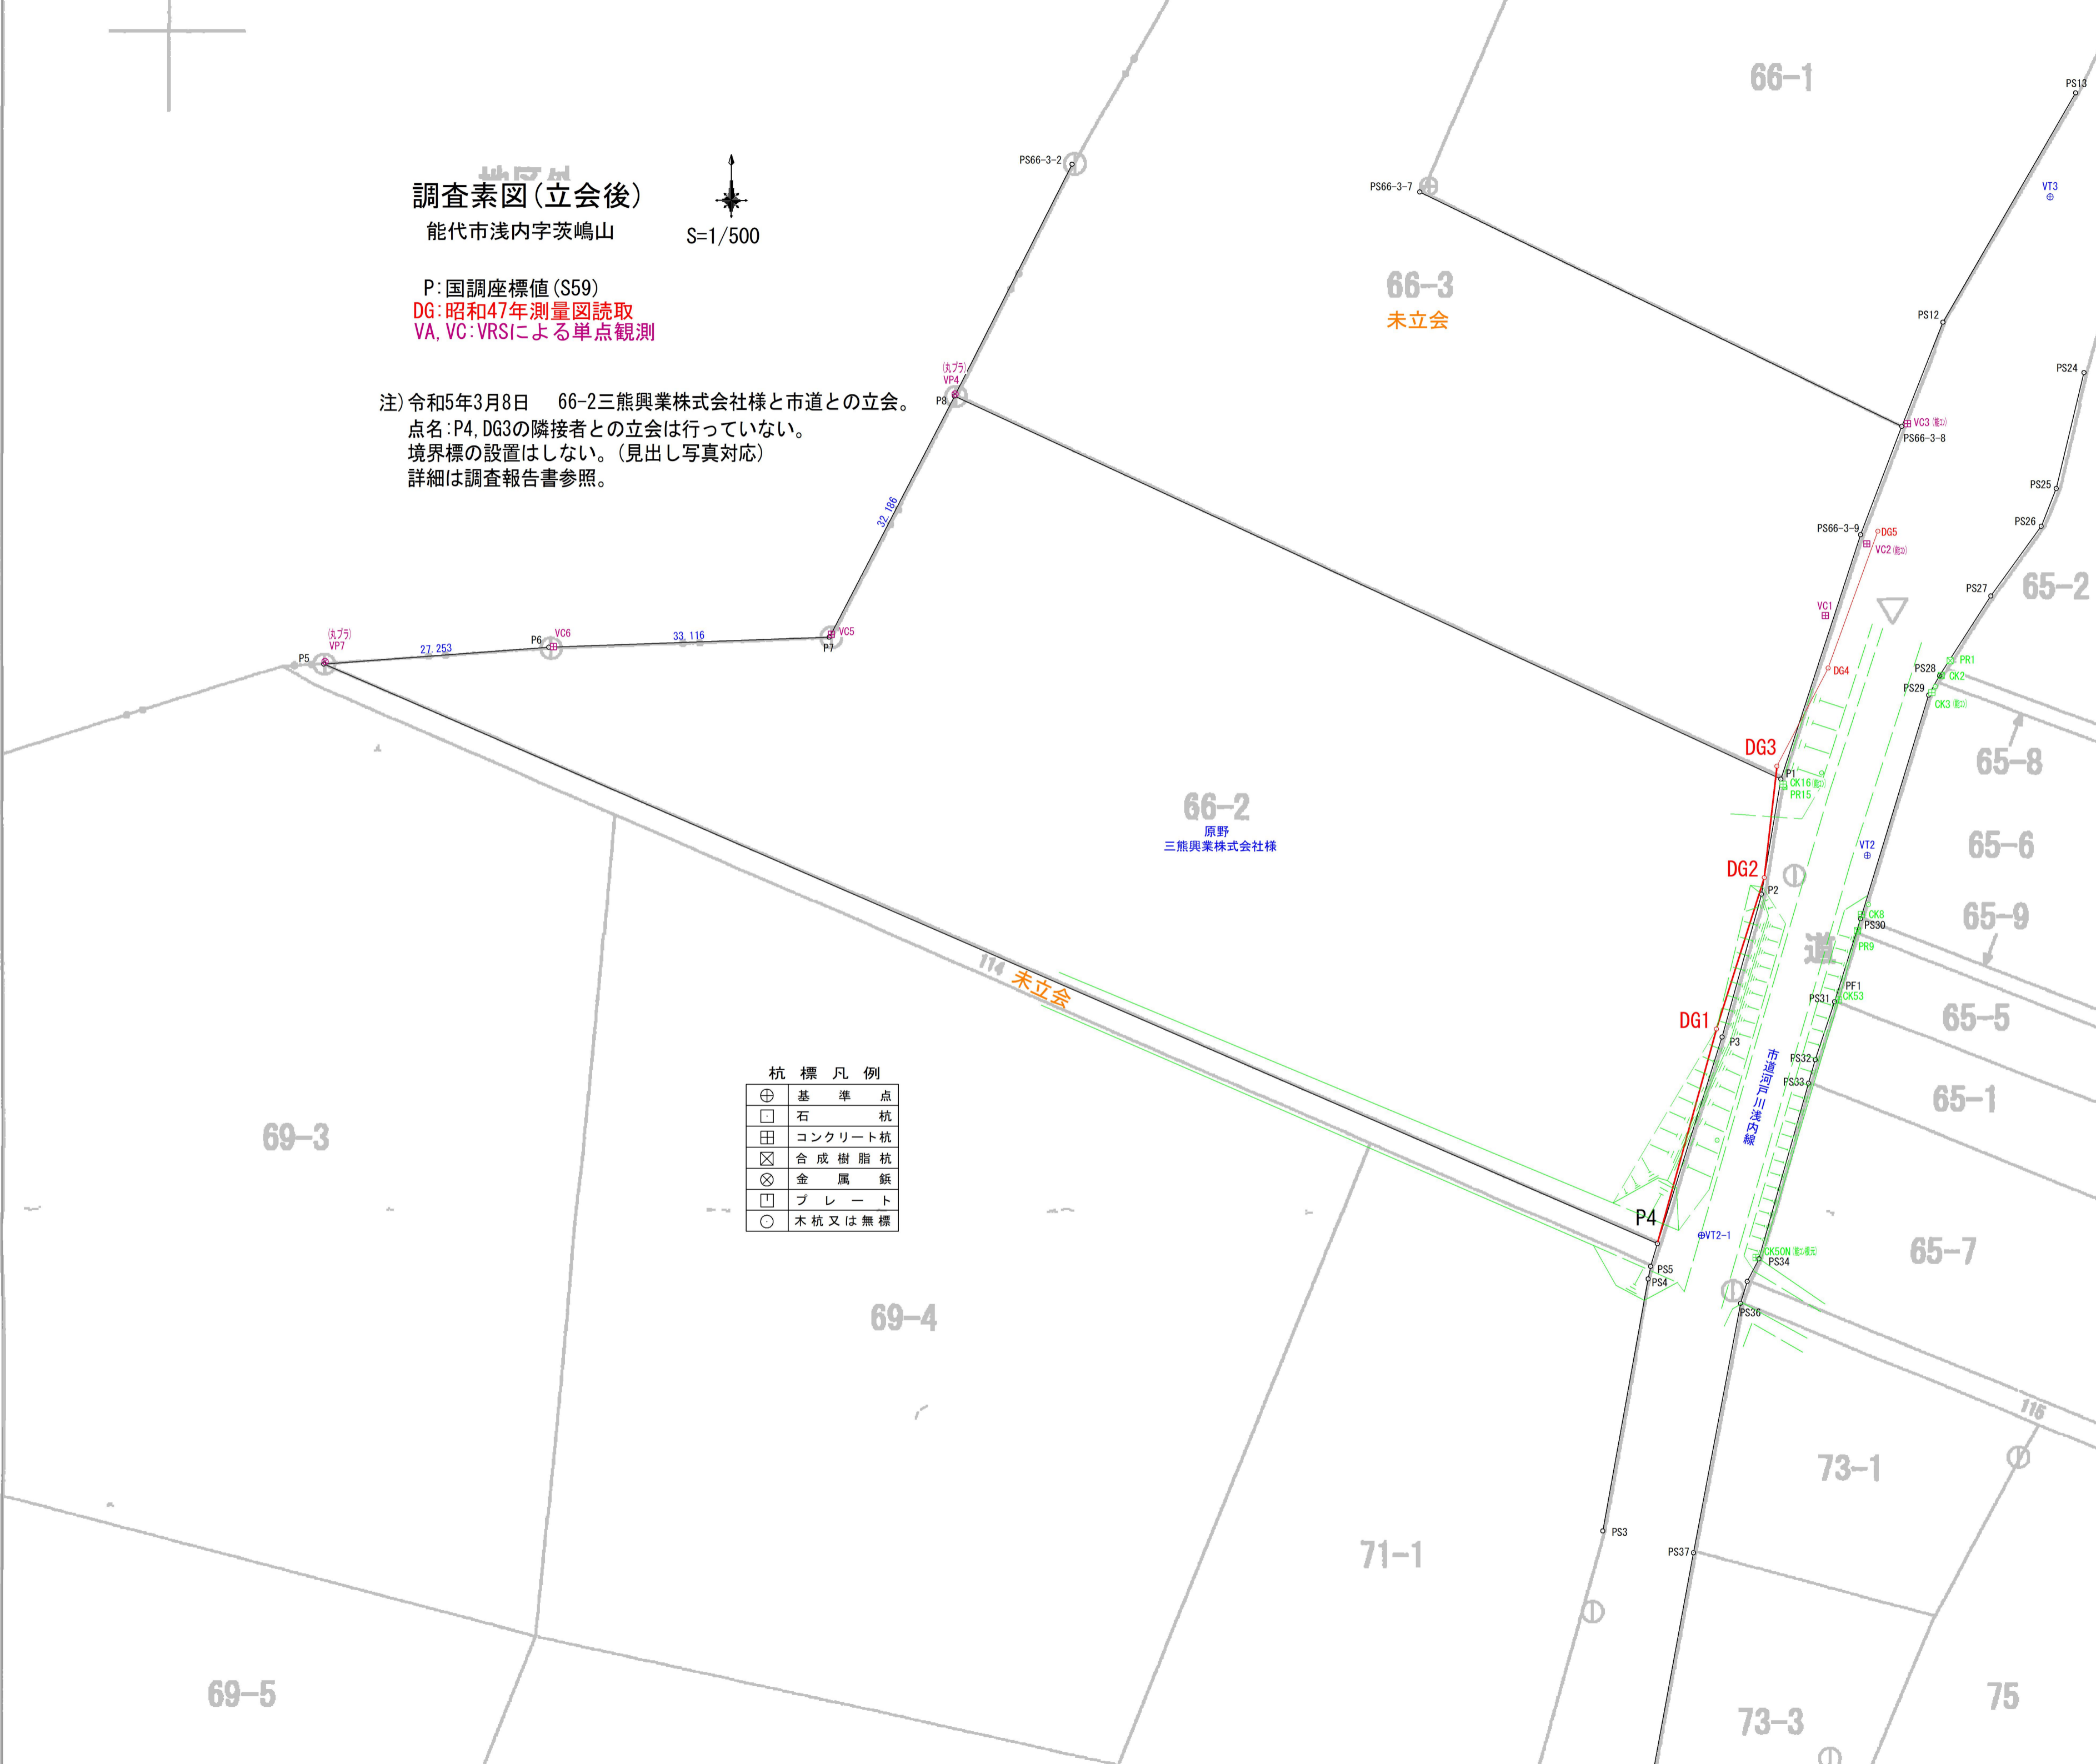 調査素図(立会後)
能代市浅内字茨嶋山
S=1/500
P:国調座標値(S59)
DG:昭和47年測量図読取
VA,VC:VRSによる単点観測
注)令和5年3月8日 66-2三熊興業株式会社様と市道との立会。
点名:P4,DG3の隣接者との立会は行っていない。
境界標の設置はしない。(見出し写真対応)
詳細は調査報告書参照。
66-1
PS13
VT3
PS66-3-2
PS66-3-7
66-3
未立会
PS12
PS24
(丸プラ)
VP4
P8
VC3
PS66-3-8
PS25
PS26
PS66-3-9
DG5
VC2
32.186
PS27
65-2
VC1
(丸プラ)
VP7
P5
27.253
P6
VC6
33.116
VC5
P7
PR1
DG4
PS28
CK2
PS29
CK3
DG3
P1
CK16
PR15
65-8
66-2
原野
三熊興業株式会社様
VT2
65-6
DG2
P2
CK8
PS30
65-9
PR9
道
114
未立会
PF1
PS31
CK53
65-5
DG1
P3
PS32
PS33
市道河戸川浅内線
65-1
杭標凡例
基準点
石杭
コンクリート杭
合成樹脂杭
金属鋲
プレート
木杭又は無標
69-3
P4
VT2-1
CK50N
PS34
65-7
PS5
PS4
PS36
69-4
115
73-1
PS3
PS37
71-1
69-5
75
73-3